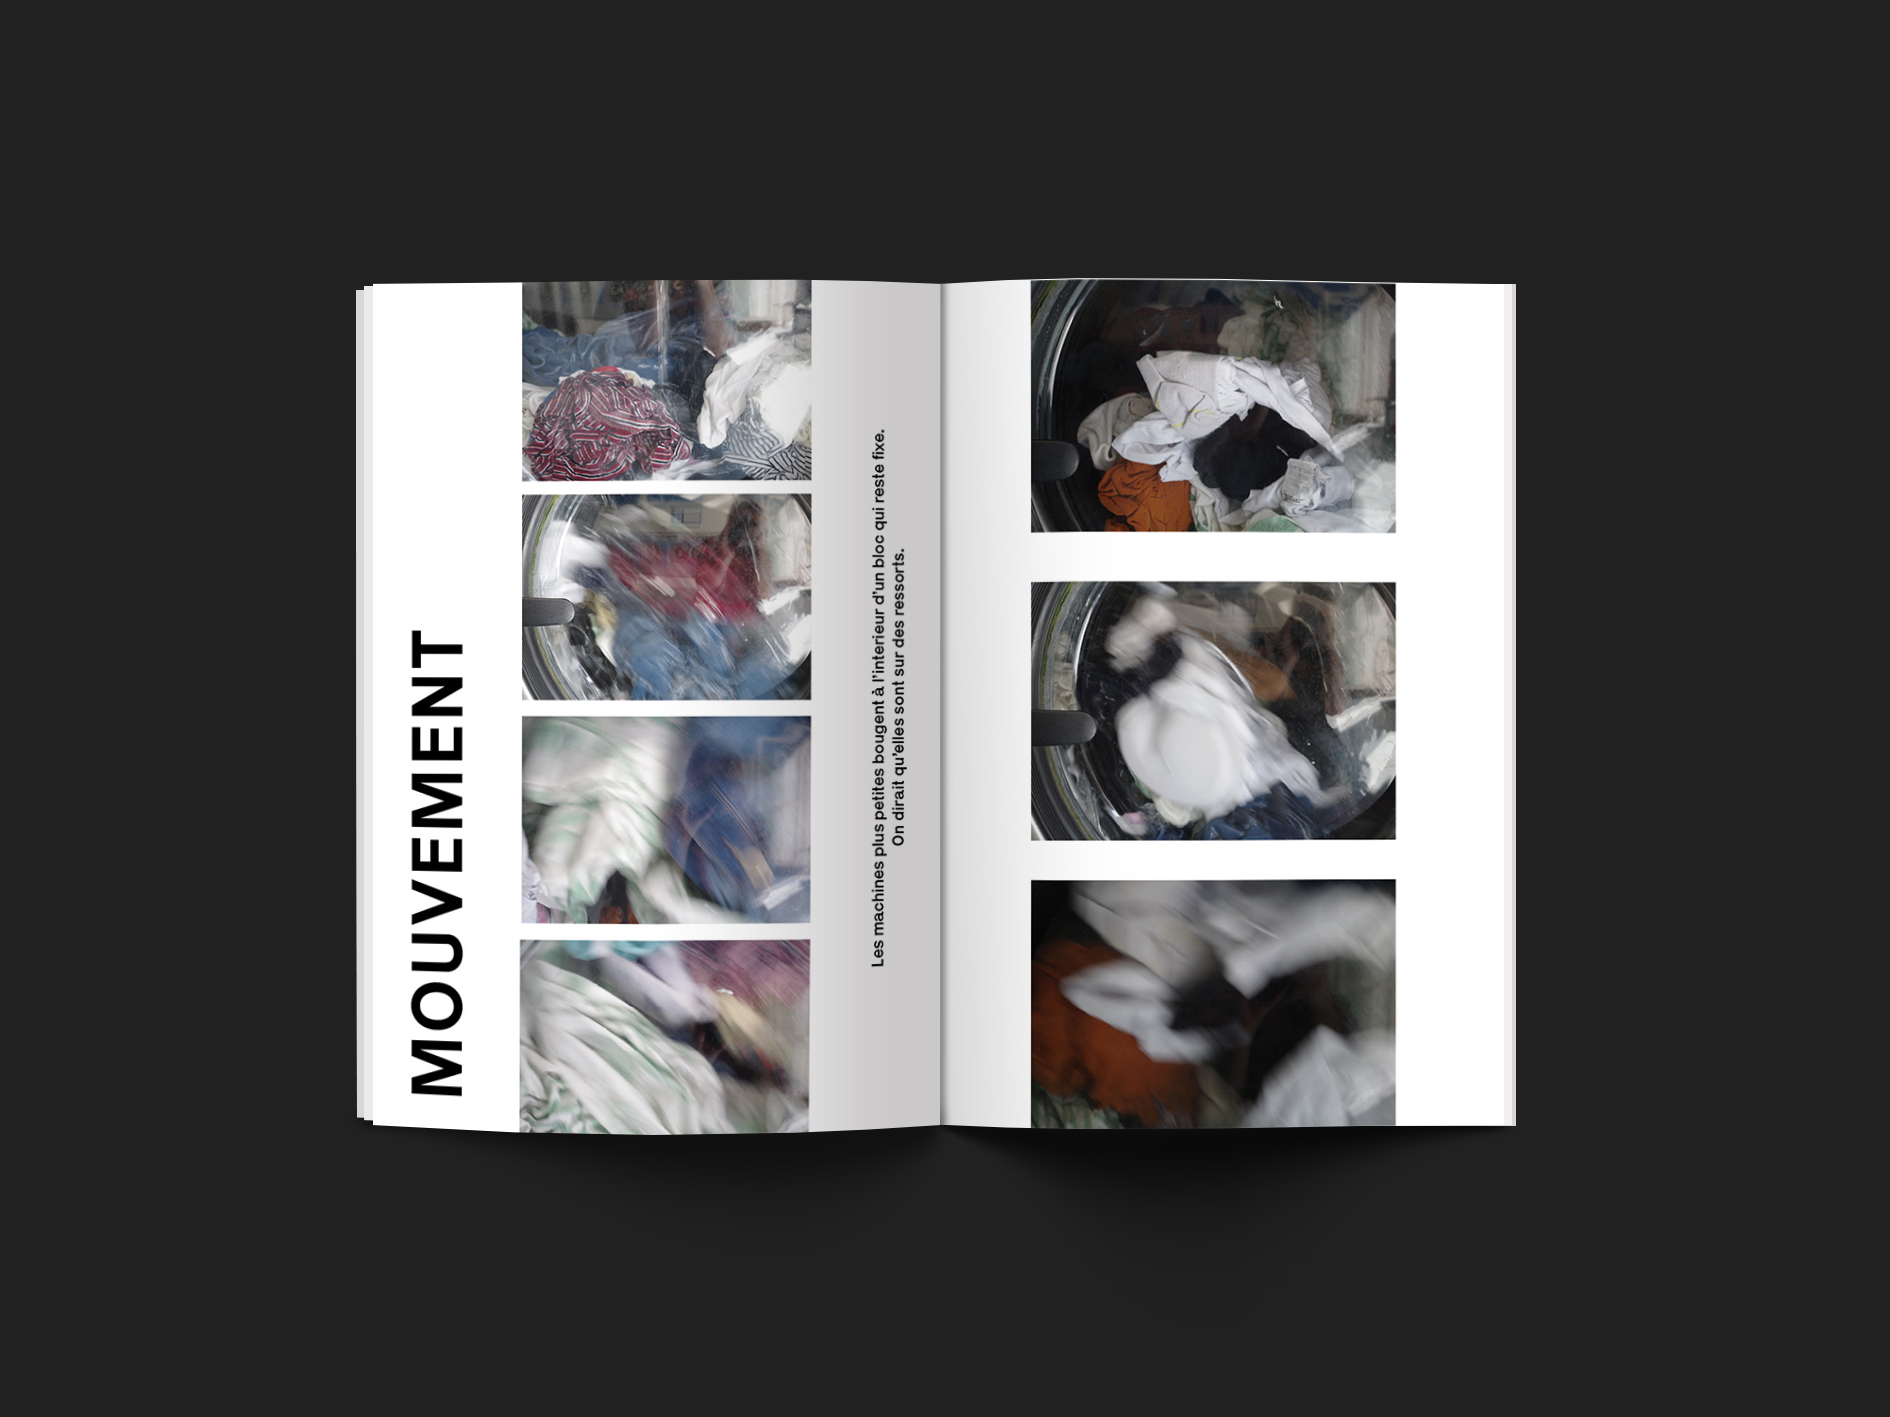 MOUVEMENT
Les machines plus petites bougent à l'interieur d'un bloc qui reste fixe.
On dirait qu'elles sont sur des ressorts.